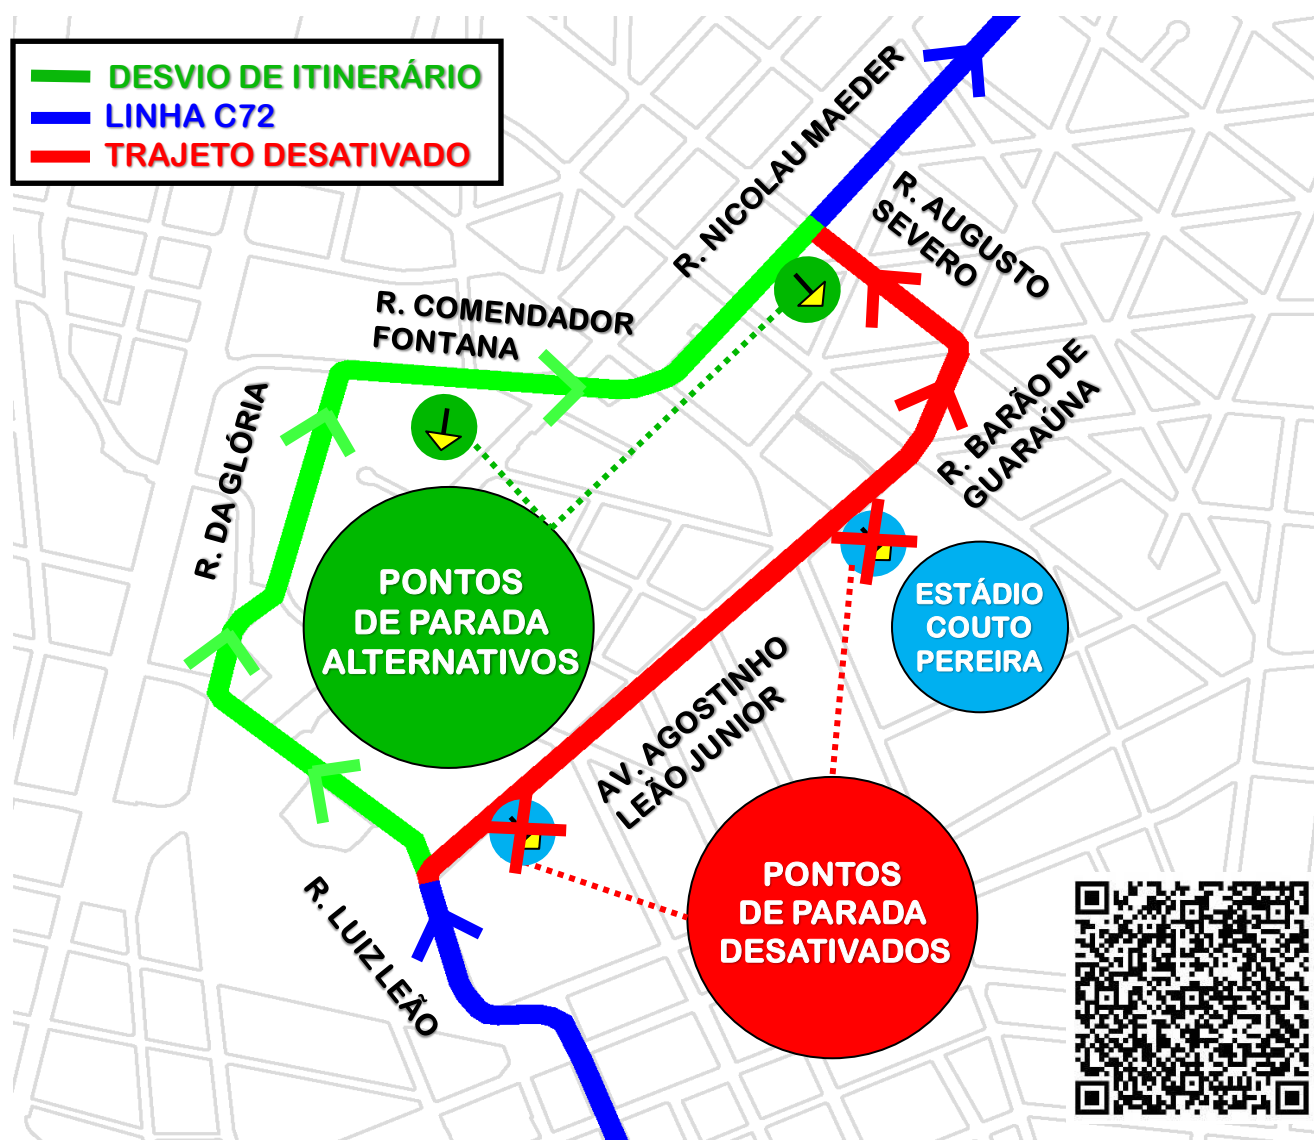 DESVIO DE ITINERÁRIO
LINHA C72
TRAJETO DESATIVADO
R. NICOLAU MAEDER
R. AUGUSTO
SEVERO
R. COMENDADOR
FONTANA
R. BARÃO DE
GUARAÚNA
R. DA GLÓRIA
PONTOS
DE PARADA
ALTERNATIVOS
ESTÁDIO
COUTO
PEREIRA
AV. AGOSTINHO
LEÃO JUNIOR
PONTOS
DE PARADA
DESATIVADOS
R. LUIZ LEÃO